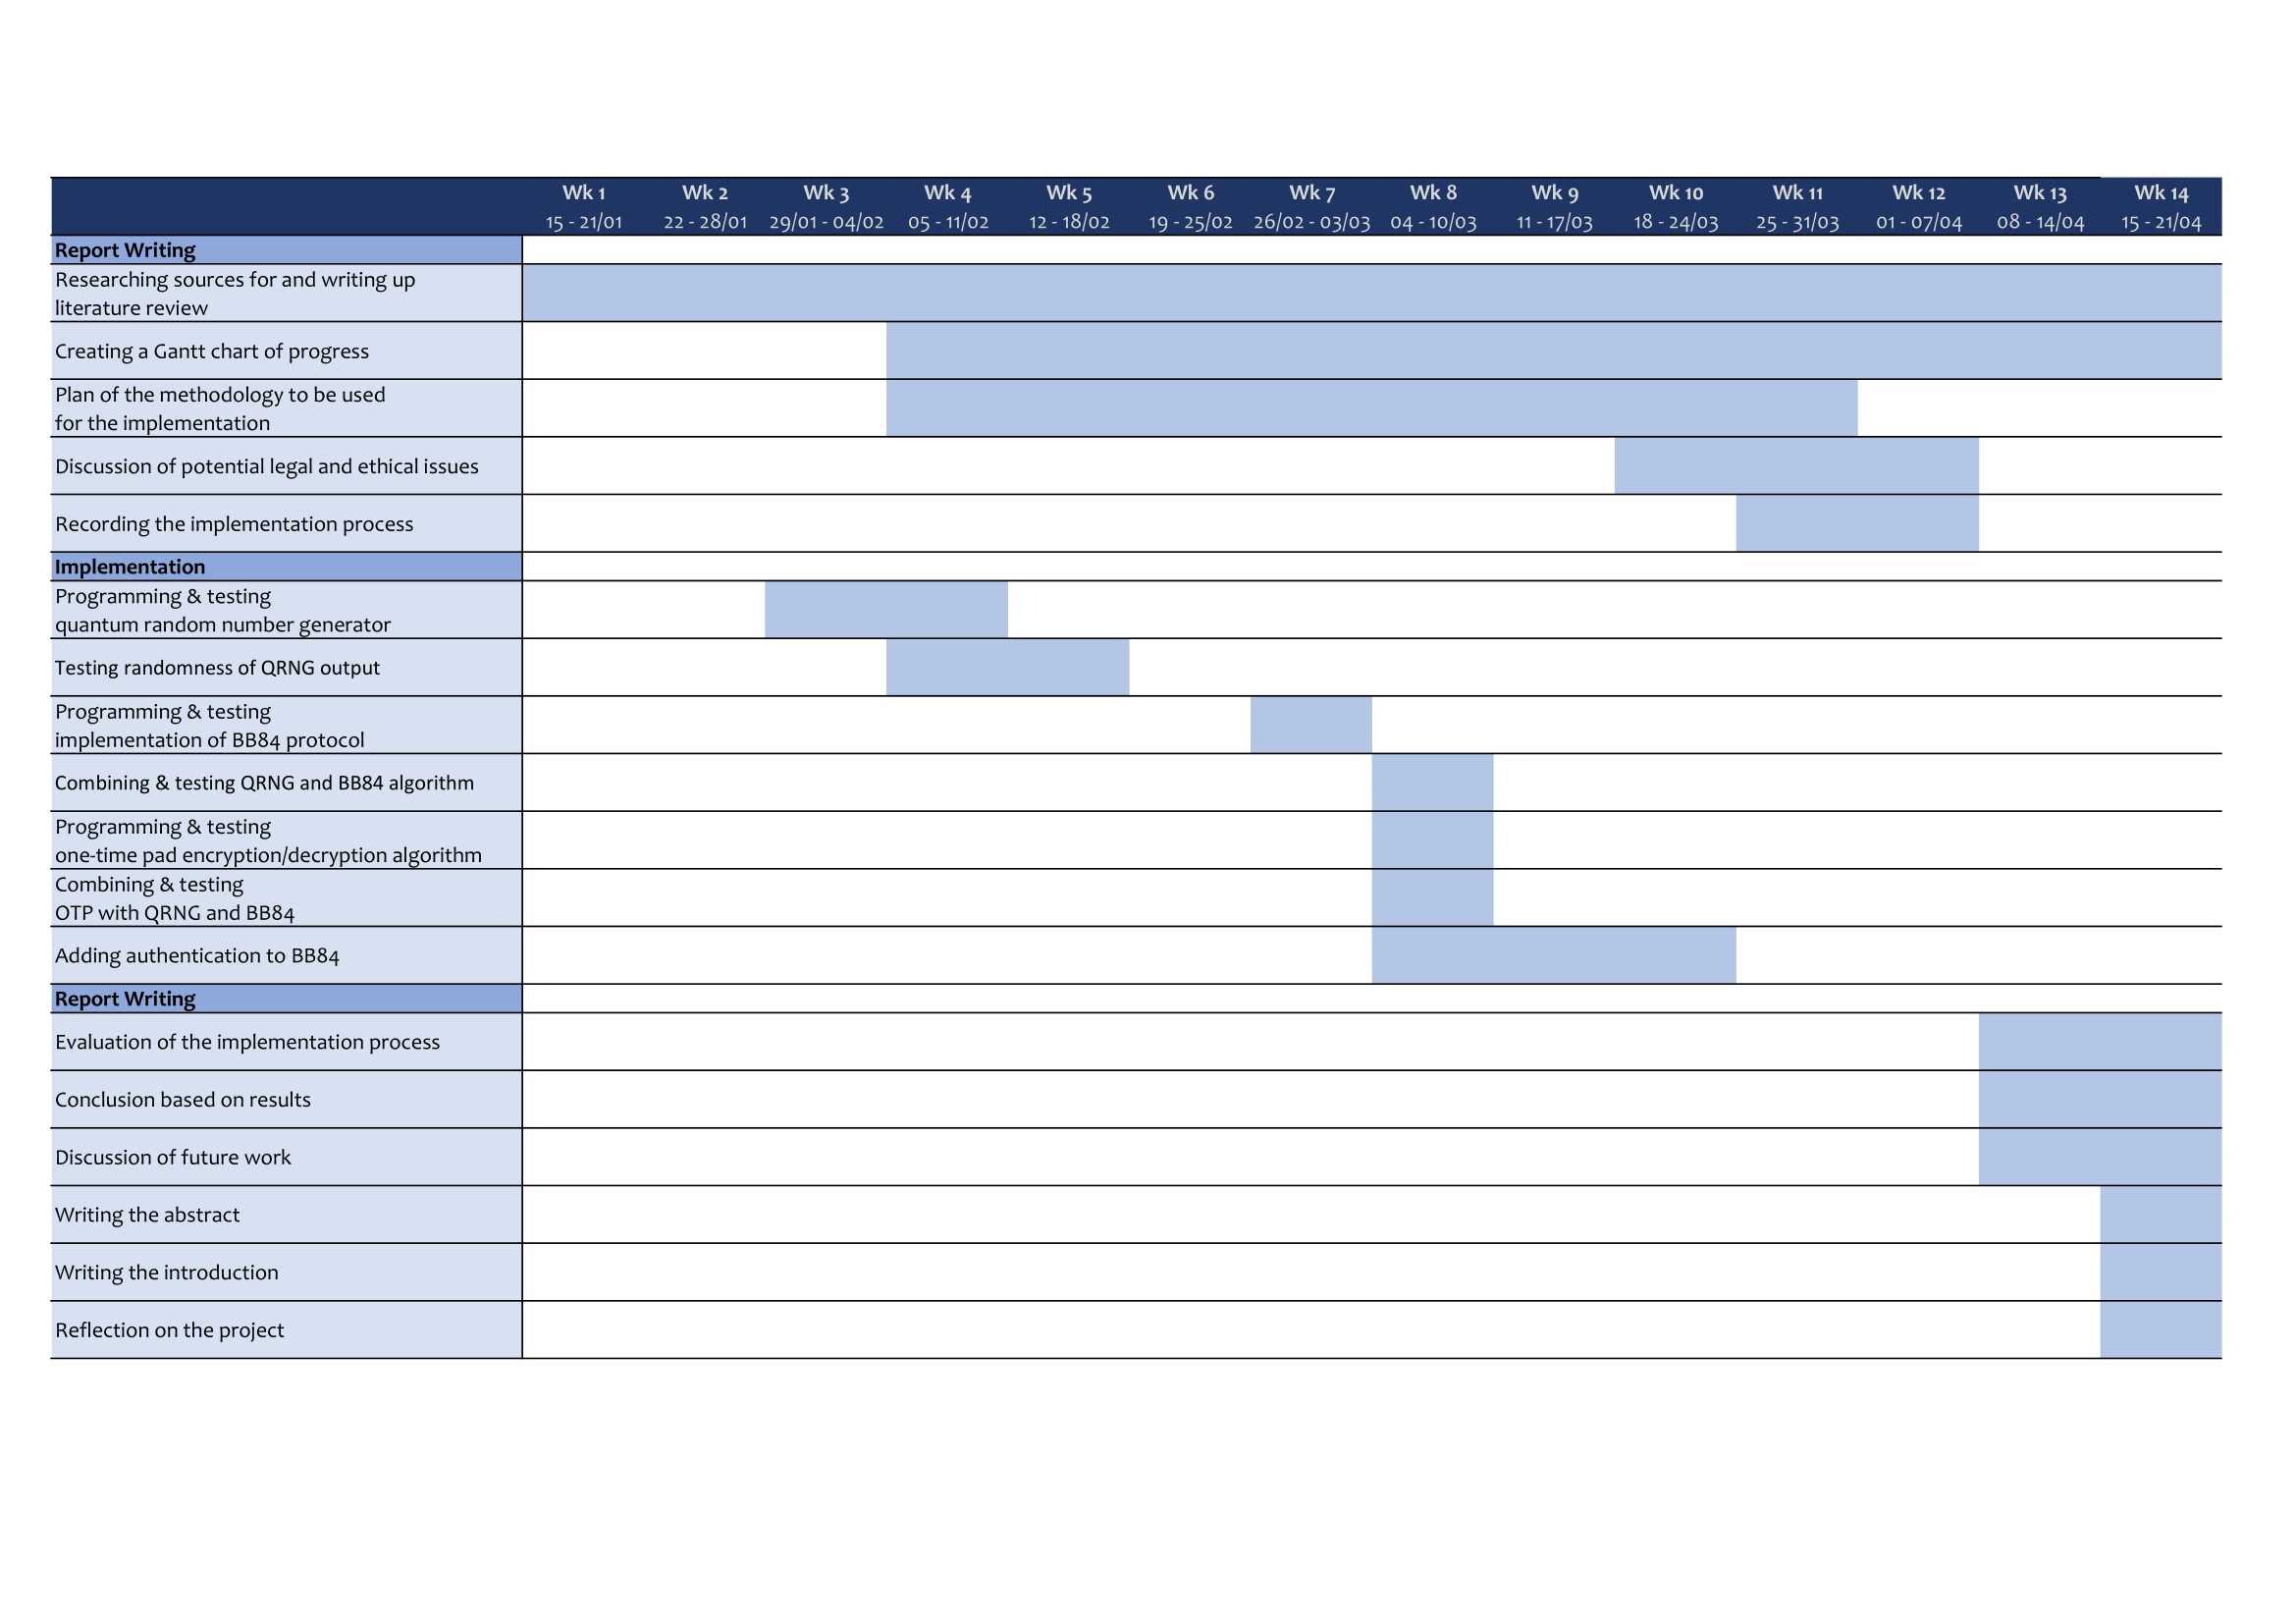 Wk 1 Wk 2 Wk 3 Wk 4 Wk 5 Wk 6 Wk 7 Wk 8 Wk 9 Wk 10 Wk 11 Wk 12 Wk 13 Wk 14
15 - 21/01 22 - 28/01 29/01 - 04/02 05 - 11/02 12 - 18/02 19 - 25/02 26/02 - 03/03 04 - 10/03 11 - 17/03 18 - 24/03 25 - 31/03 01 - 07/04 08 - 14/04 15 - 21/04
Report Writing
Researching sources for and writing up
literature review
Creating a Gantt chart of progress
Plan of the methodology to be used
for the implementation
Discussion of potential legal and ethical issues
Recording the implementation process
Implementation
Programming & testing
quantum random number generator
Testing randomness of QRNG output
Programming & testing
implementation of BB84 protocol
Combining & testing QRNG and BB84 algorithm
Programming & testing
one-time pad encryption/decryption algorithm
Combining & testing
OTP with QRNG and BB84
Adding authentication to BB84
Report Writing
Evaluation of the implementation process
Conclusion based on results
Discussion of future work
Writing the abstract
Writing the introduction
Reflection on the project